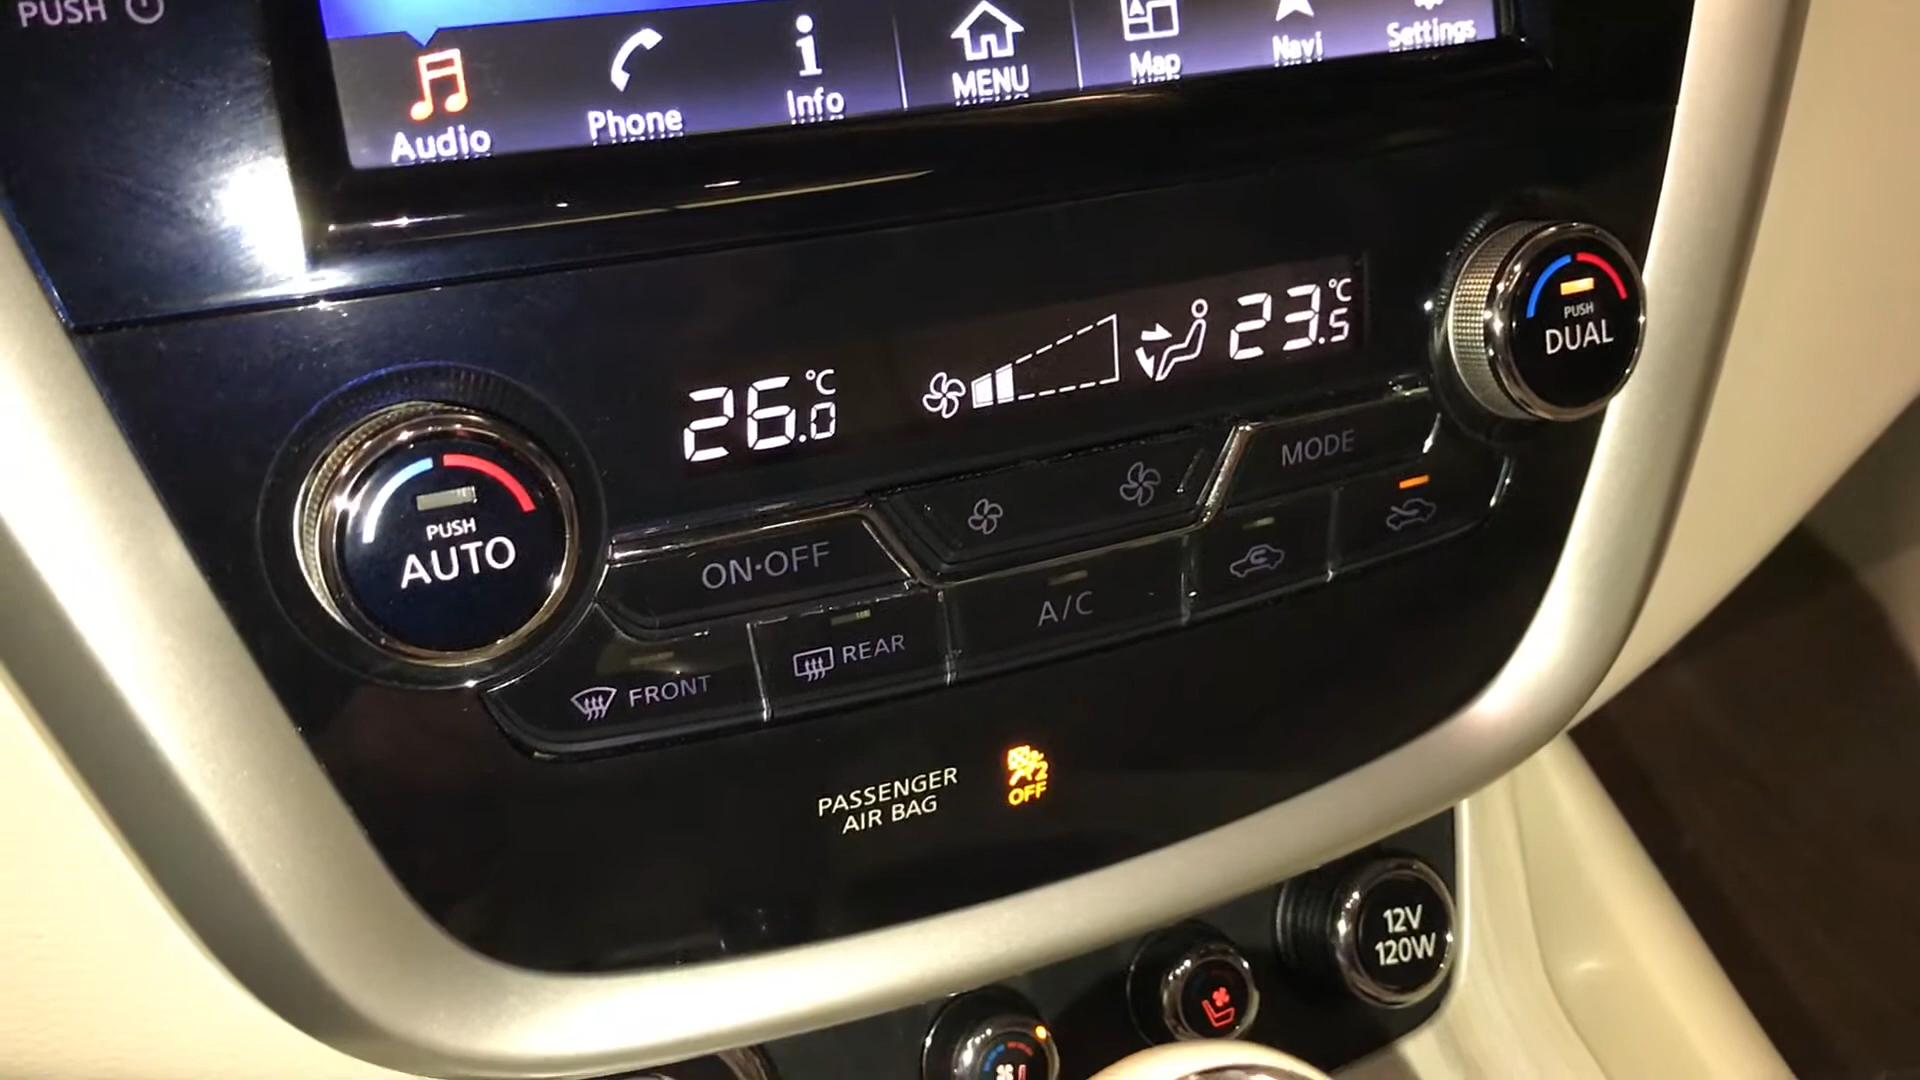 PUSH
Audio
Phone
Info
MENU
Map
Navi
Settings
26.0 °C
23.5 °C
PUSH
DUAL
PUSH
AUTO
ON·OFF
MODE
A/C
FRONT
REAR
PASSENGER
AIR BAG
2
OFF
12V
120W